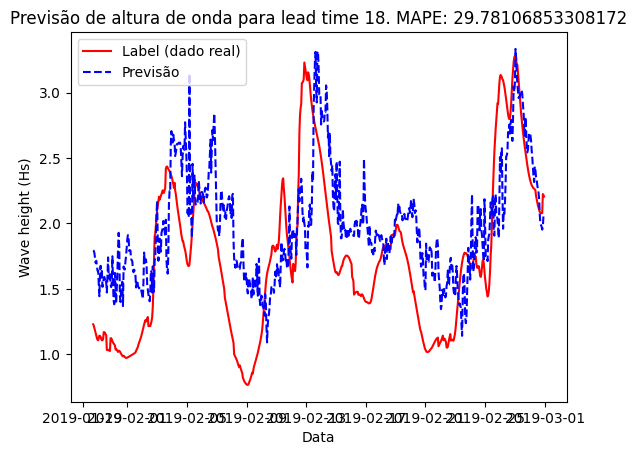 Previsão de altura de onda para lead time 18. MAPE: 29.78106853308172
Label (dado real)
Previsão
Wave height (Hs)
3.0
2.5
2.0
1.5
1.0
2019-02-01 2019-02-05 2019-02-09 2019-02-13 2019-02-17 2019-02-21 2019-02-25 2019-03-01
Data